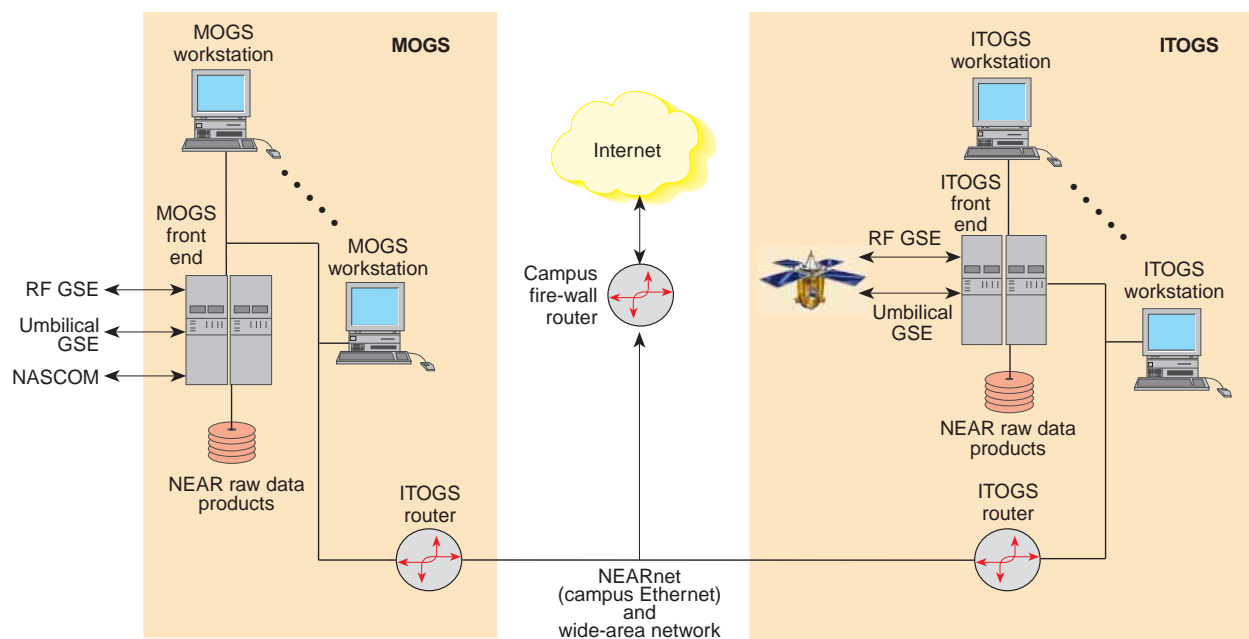 MOGS
MOGS
workstation
MOGS
front
end
MOGS
workstation
RF GSE
Umbilical
GSE
NASCOM
NEAR raw data
products
ITOGS
router
Internet
Campus
fire-wall
router
NEARnet
(campus Ethernet)
and
wide-area network
ITOGS
ITOGS
workstation
ITOGS
front
end
RF GSE
Umbilical
GSE
ITOGS
workstation
NEAR raw data
products
ITOGS
router